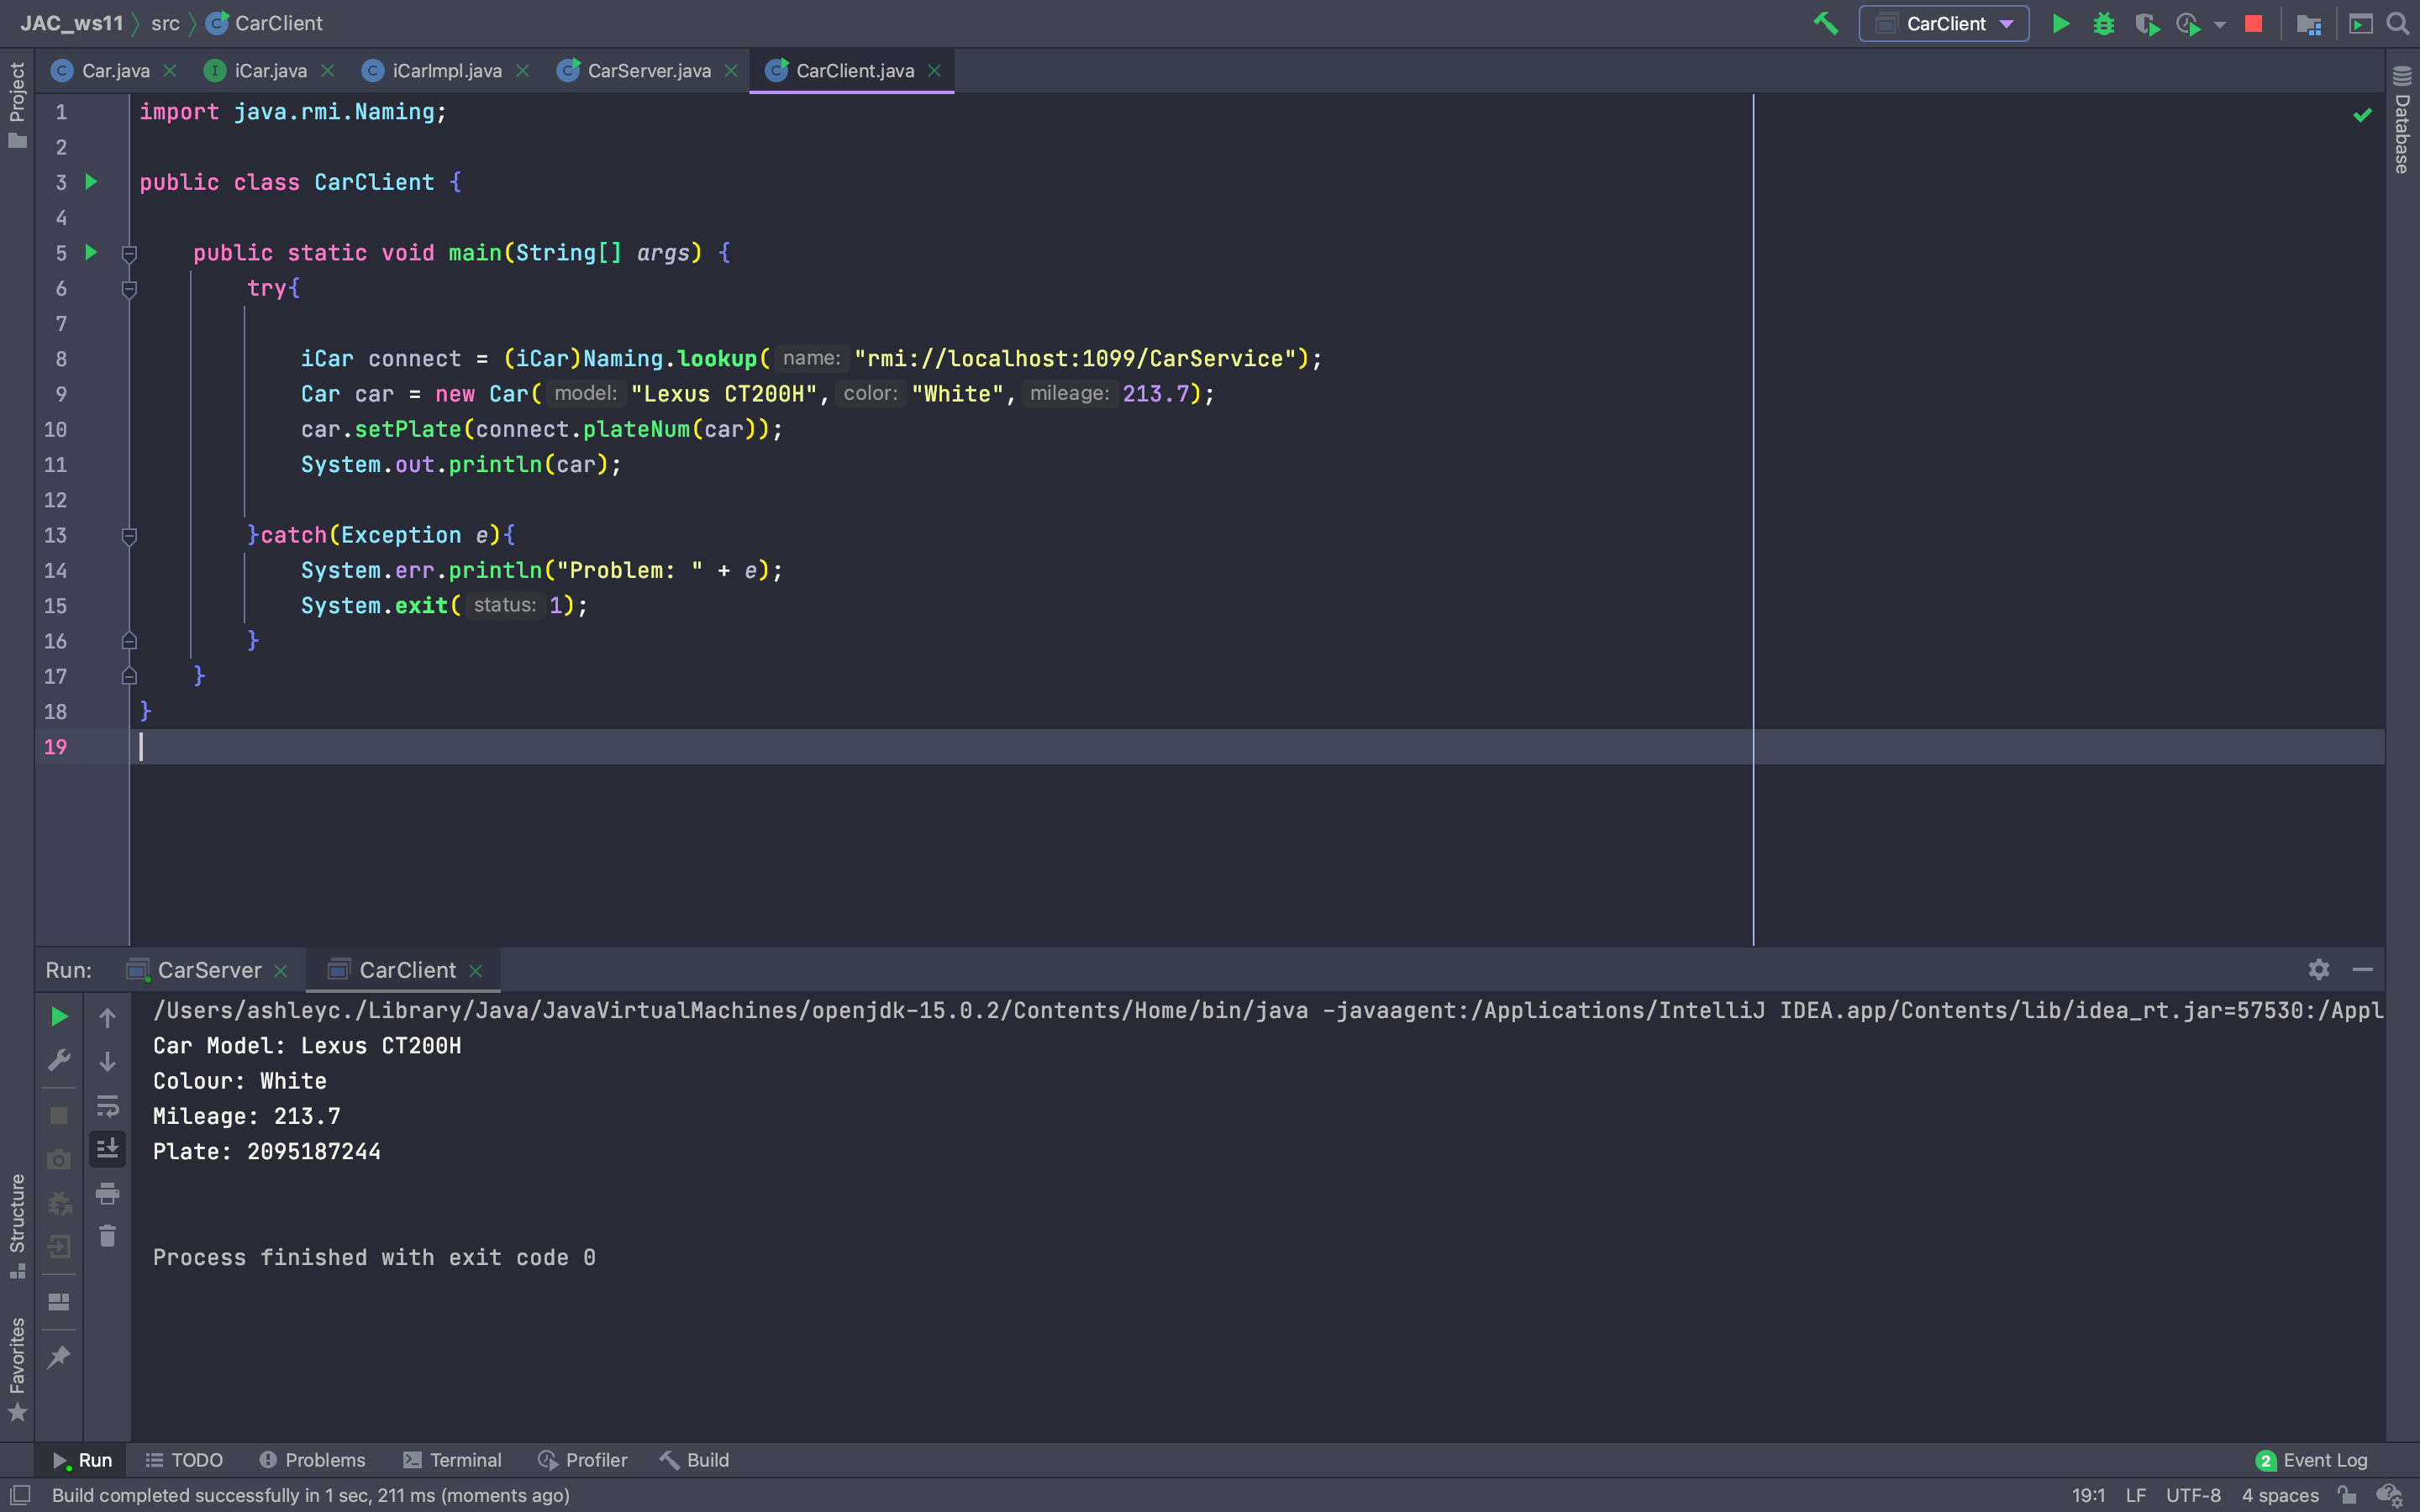 JAC_ws11 src CarClient
CarClient
Project
Car.java iCar.java iCarImpl.java CarServer.java CarClient.java
Database
1 import java.rmi.Naming;
2
3 public class CarClient {
4
5 public static void main(String[] args) {
6 try{
7
8 iCar connect = (iCar)Naming.lookup( name: "rmi://localhost:1099/CarService");
9 Car car = new Car( model: "Lexus CT200H", color: "White", mileage: 213.7);
10 car.setPlate(connect.plateNum(car));
11 System.out.println(car);
12
13 }catch(Exception e){
14 System.err.println("Problem: " + e);
15 System.exit( status: 1);
16 }
17 }
18 }
19
Run: CarServer CarClient
/Users/ashleyc./Library/Java/JavaVirtualMachines/openjdk-15.0.2/Contents/Home/bin/java -javaagent:/Applications/IntelliJ IDEA.app/Contents/lib/idea_rt.jar=57530:/Appl
Car Model: Lexus CT200H
Colour: White
Mileage: 213.7
Plate: 2095187244
Process finished with exit code 0
Structure
Favorites
Run TODO Problems Terminal Profiler Build 2 Event Log
Build completed successfully in 1 sec, 211 ms (moments ago) 19:1 LF UTF-8 4 spaces